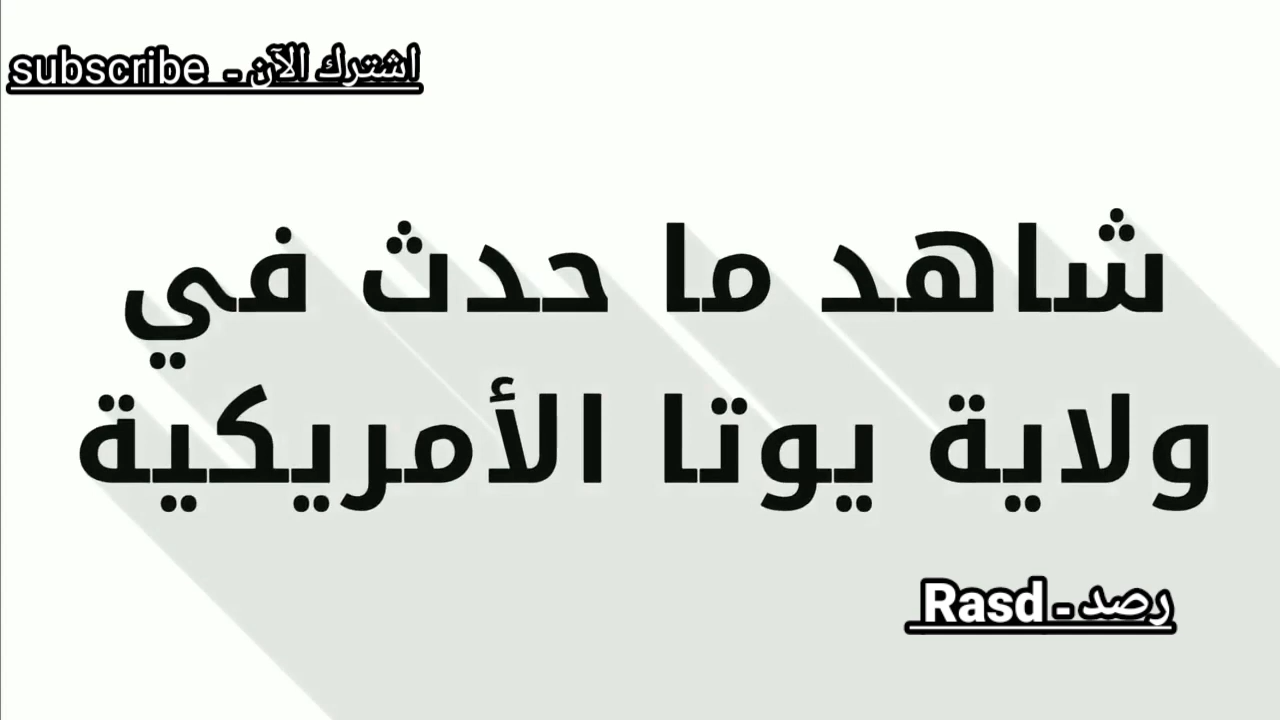 اشترك الآن - subscribe
شاهد ما حدث في
ولاية يوتا الأمريكية
رصد - Rasd